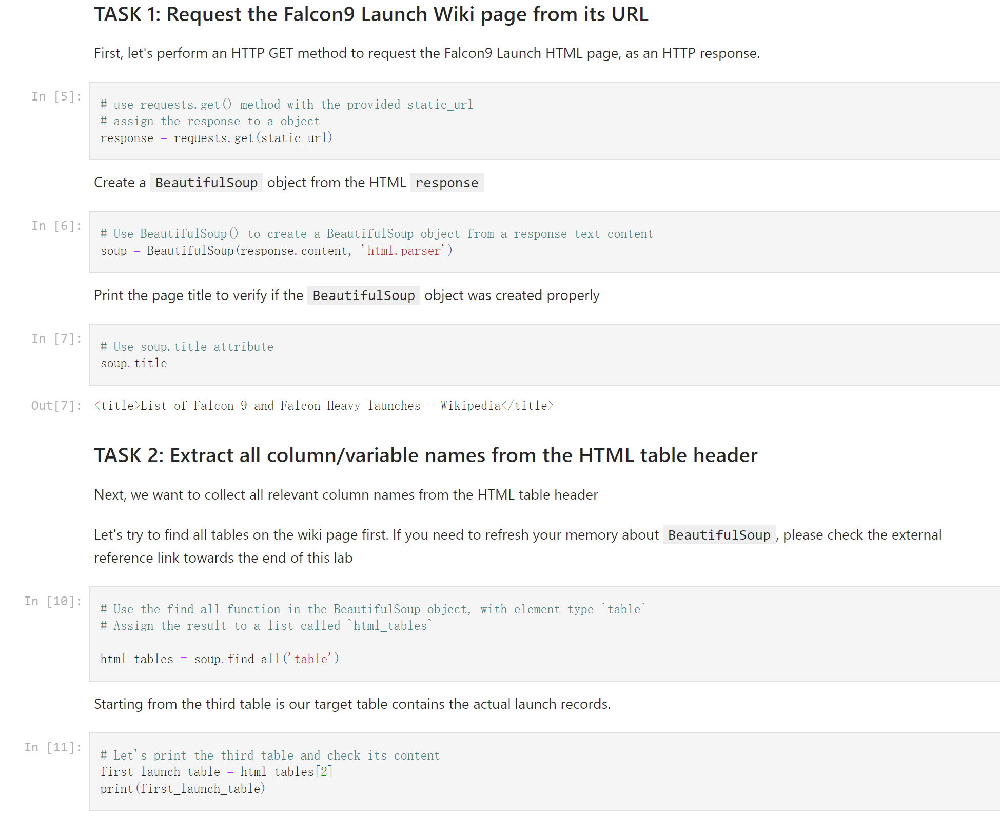 TASK 1: Request the Falcon9 Launch Wiki page from its URL
First, let's perform an HTTP GET method to request the Falcon9 Launch HTML page, as an HTTP response.
In [5]:
# use requests.get() method with the provided static_url
# assign the response to a object
response = requests.get(static_url)
Create a BeautifulSoup object from the HTML response
In [6]:
# Use BeautifulSoup() to create a BeautifulSoup object from a response text content
soup = BeautifulSoup(response.content, 'html.parser')
Print the page title to verify if the BeautifulSoup object was created properly
In [7]:
# Use soup.title attribute
soup.title
Out[7]: <title>List of Falcon 9 and Falcon Heavy launches - Wikipedia</title>
TASK 2: Extract all column/variable names from the HTML table header
Next, we want to collect all relevant column names from the HTML table header
Let's try to find all tables on the wiki page first. If you need to refresh your memory about BeautifulSoup, please check the external
reference link towards the end of this lab
In [10]:
# Use the find_all function in the BeautifulSoup object, with element type `table`
# Assign the result to a list called `html_tables`
html_tables = soup.find_all('table')
Starting from the third table is our target table contains the actual launch records.
In [11]:
# Let's print the third table and check its content
first_launch_table = html_tables[2]
print(first_launch_table)